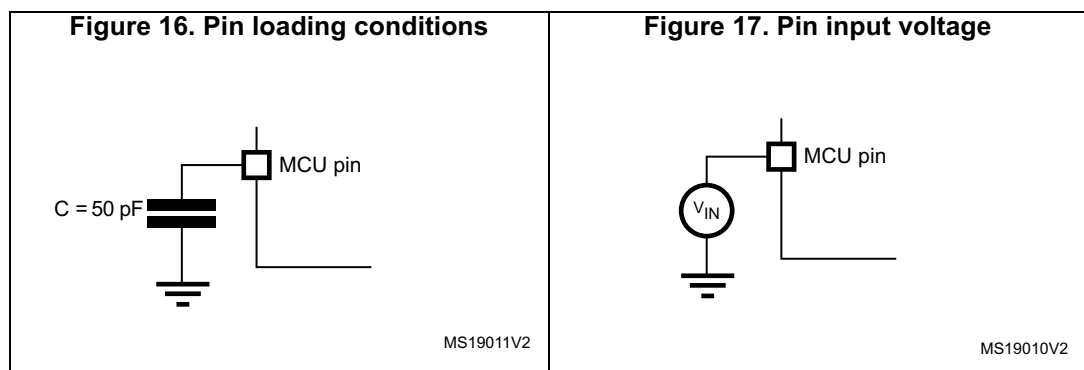 Figure 16. Pin loading conditions
MCU pin
C = 50 pF
MS19011V2
Figure 17. Pin input voltage
MCU pin
VIN
MS19010V2